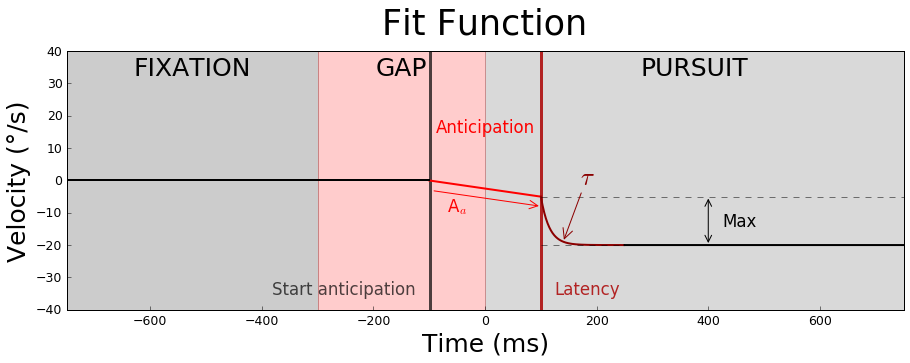 Fit Function
FIXATION GAP PURSUIT
Velocity (°/s)
40
30
20
10
0
−10
−20
−30
−40
Anticipation
τ
A_a
Max
Start anticipation
Latency
−600 −400 −200 0 200 400 600
Time (ms)